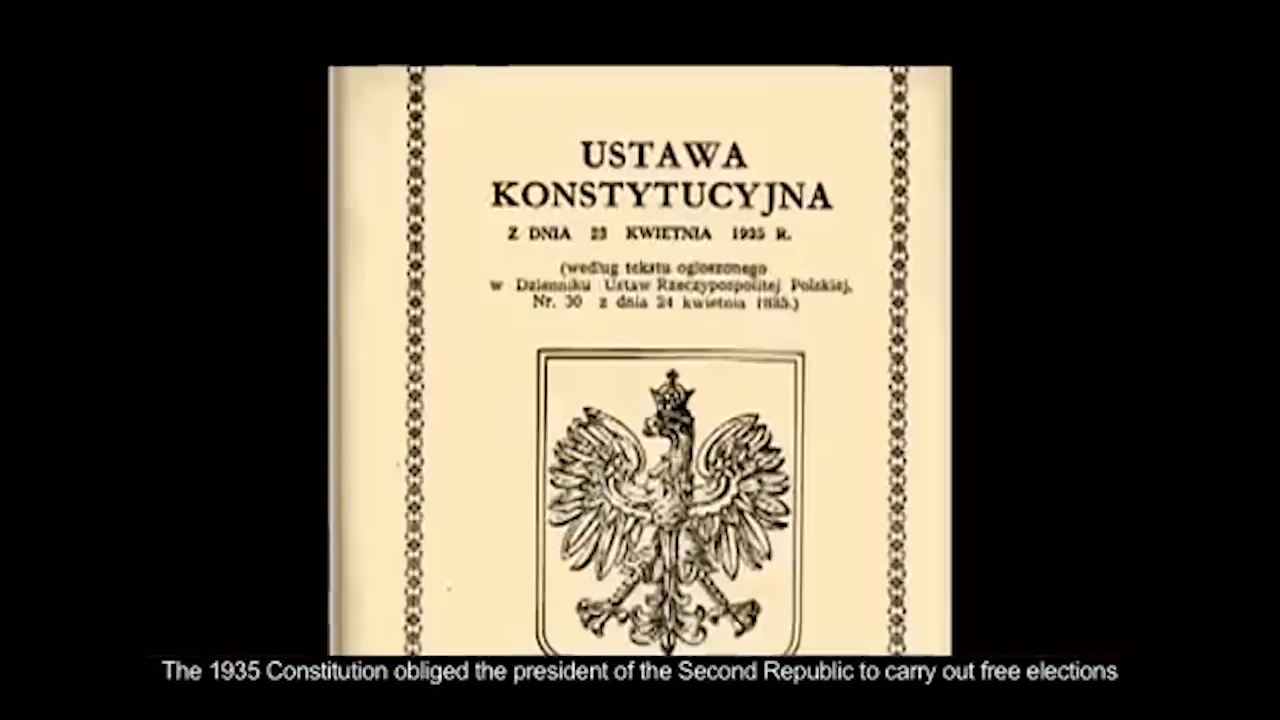 USTAWA
KONSTYTUCYJNA
Z DNIA 23 KWIETNIA 1935 R.
(według tekstu ogłoszonego
w Dzienniku Ustaw Rzeczypospolitej Polskiej,
Nr. 30 z dnia 24 kwietnia 1935.)
The 1935 Constitution obliged the president of the Second Republic to carry out free elections